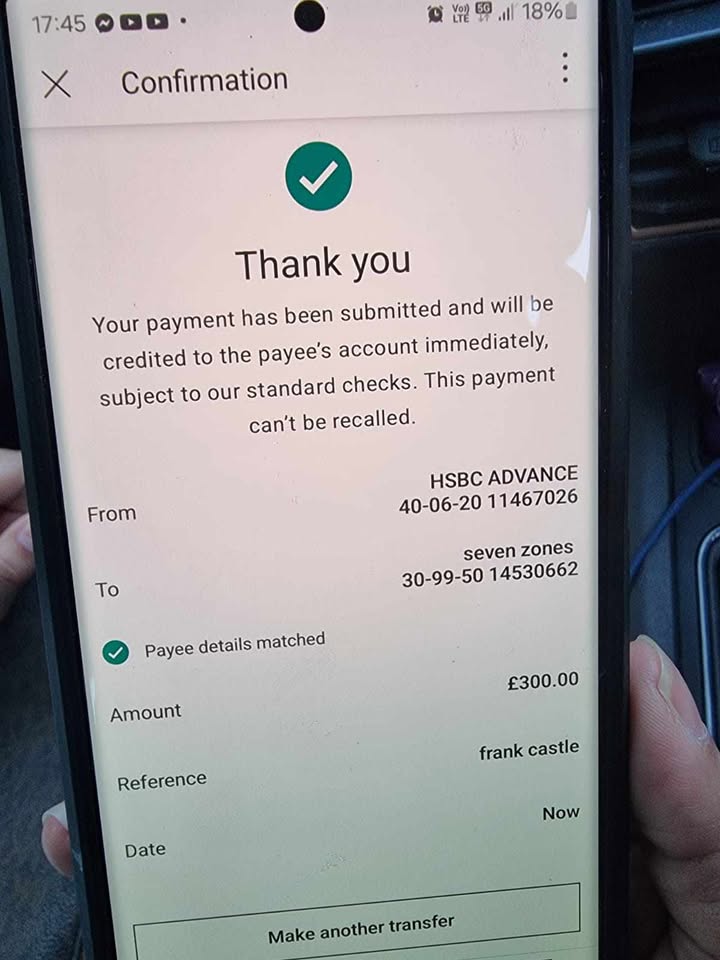 17:45
Vo)) LTE 5G 18%
Confirmation
Thank you
Your payment has been submitted and will be
credited to the payee's account immediately,
subject to our standard checks. This payment
can't be recalled.
From
HSBC ADVANCE
40-06-20 11467026
To
seven zones
30-99-50 14530662
Payee details matched
Amount
£300.00
Reference
frank castle
Date
Now
Make another transfer